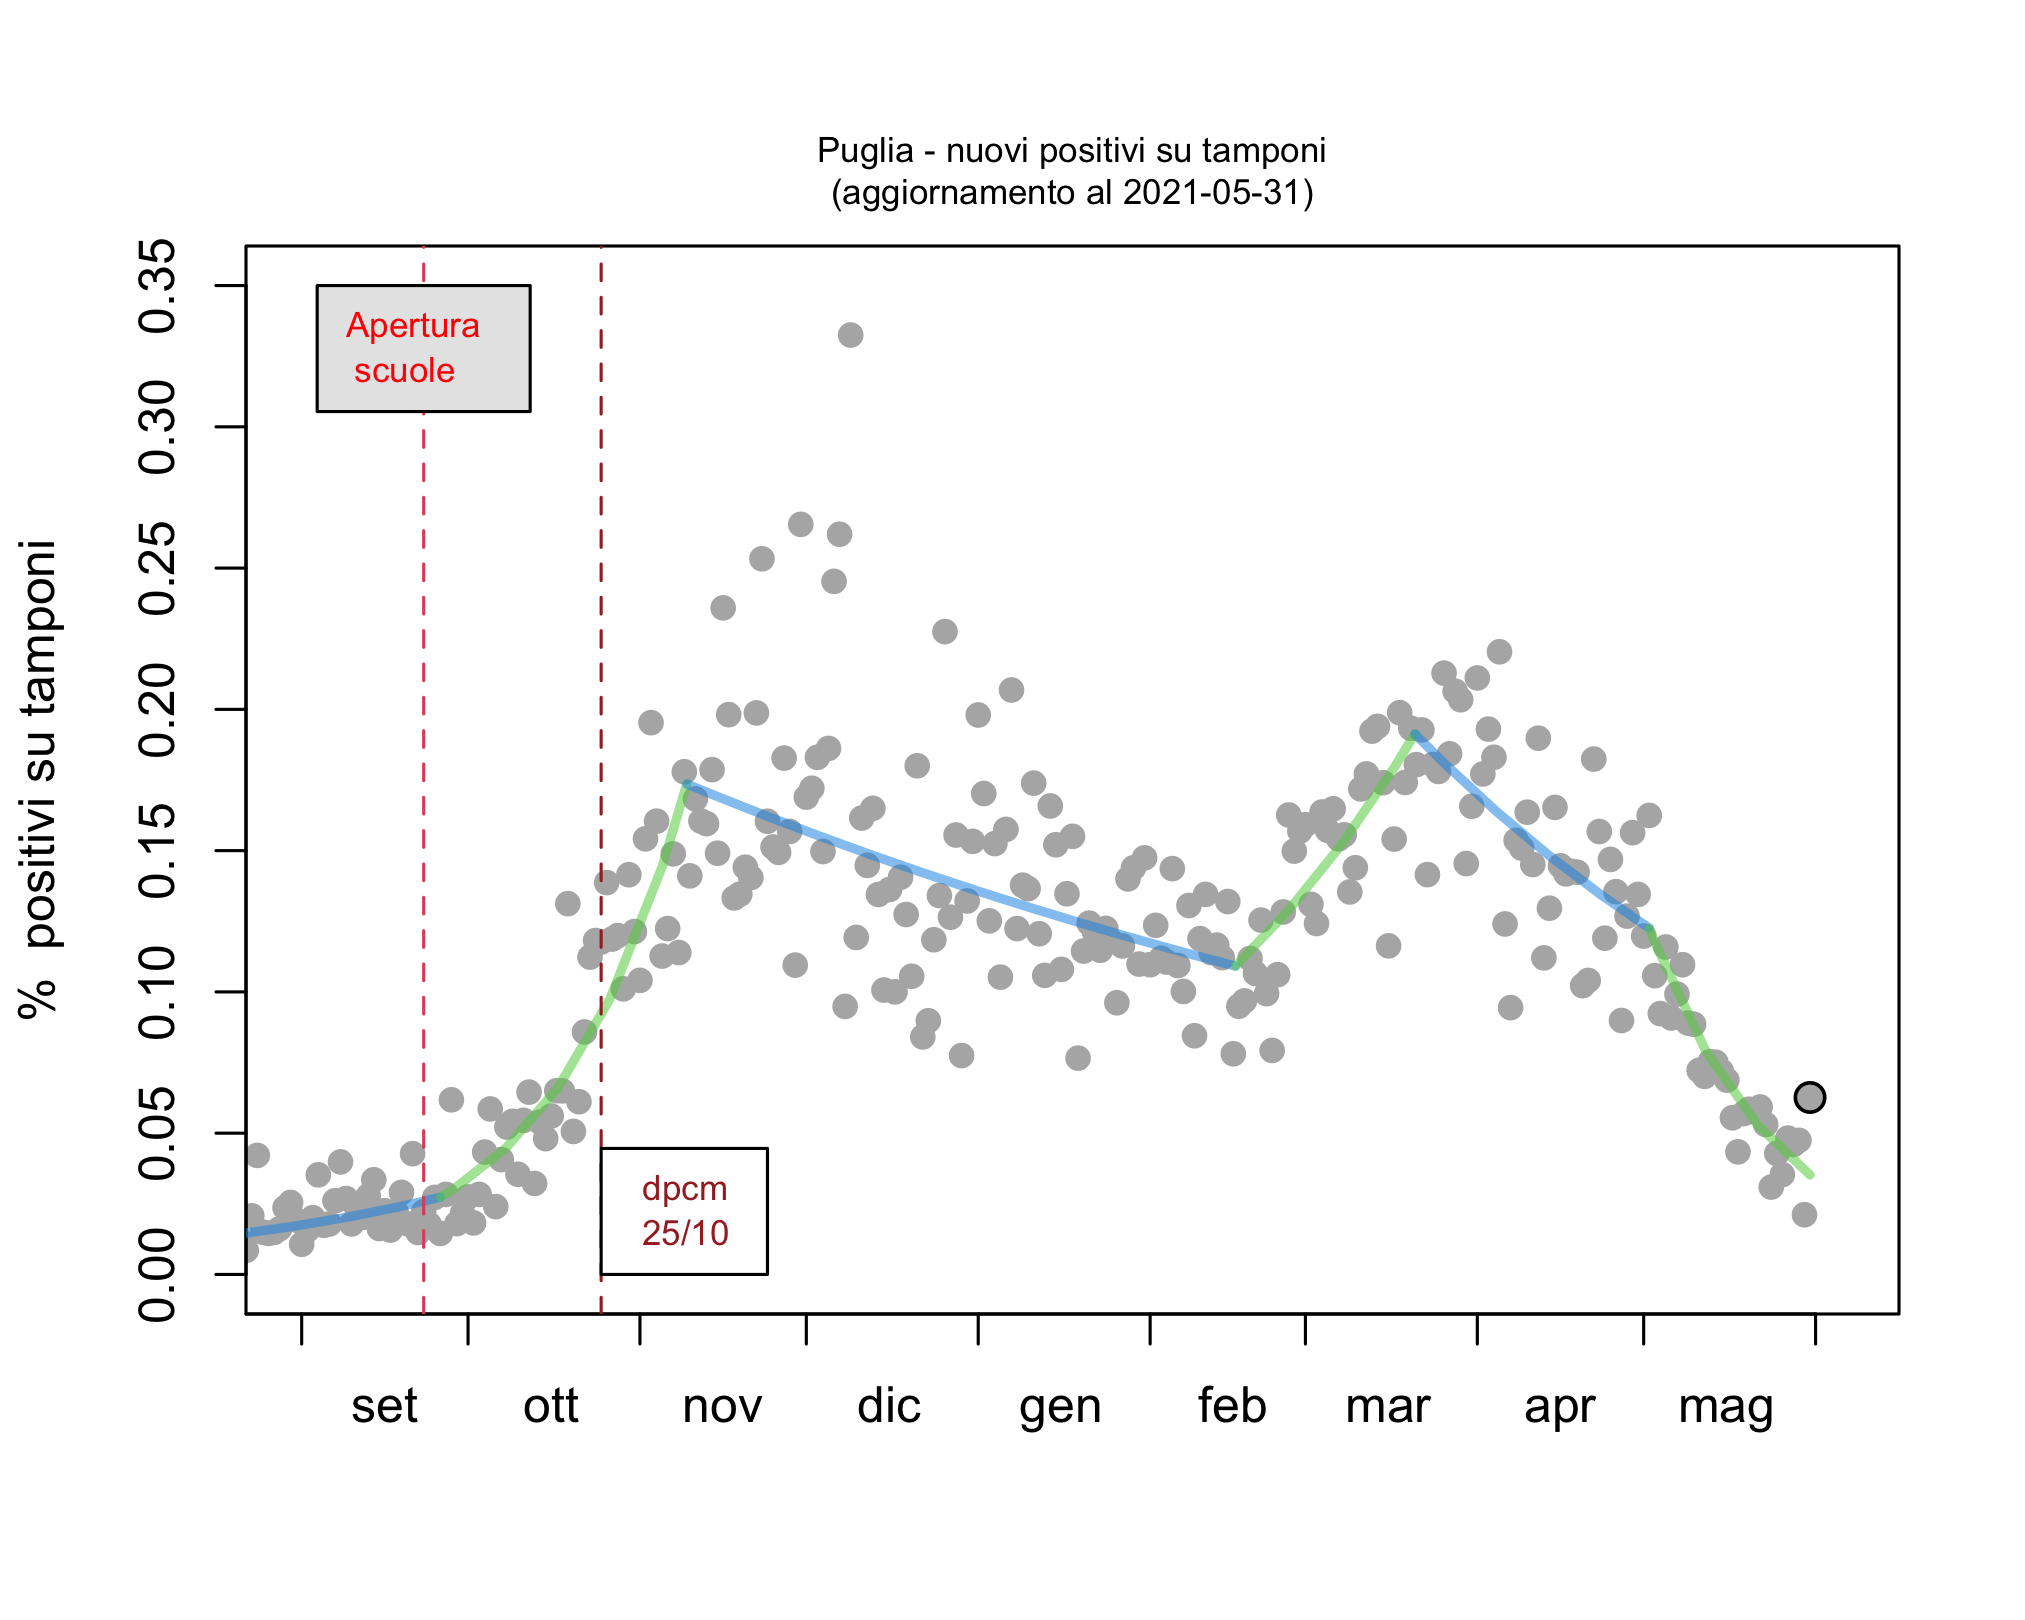 Puglia - nuovi positivi su tamponi
(aggiornamento al 2021-05-31)
% positivi su tamponi
0.35
0.30
0.25
0.20
0.15
0.10
0.05
0.00
Apertura
scuole
dpcm
25/10
set ott nov dic gen feb mar apr mag